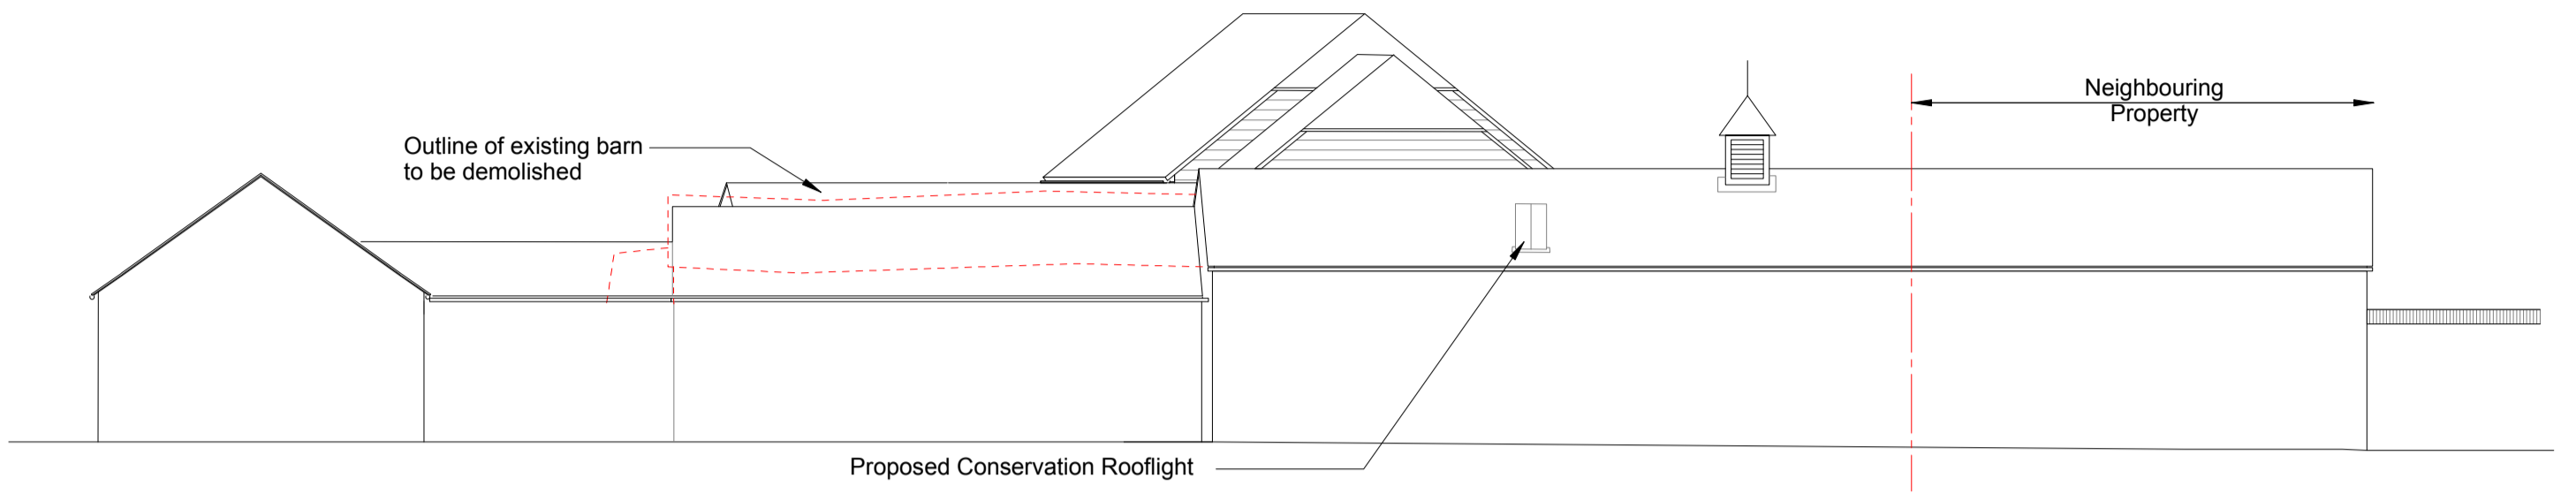 Neighbouring
Property
Outline of existing barn
to be demolished
Proposed Conservation Rooflight